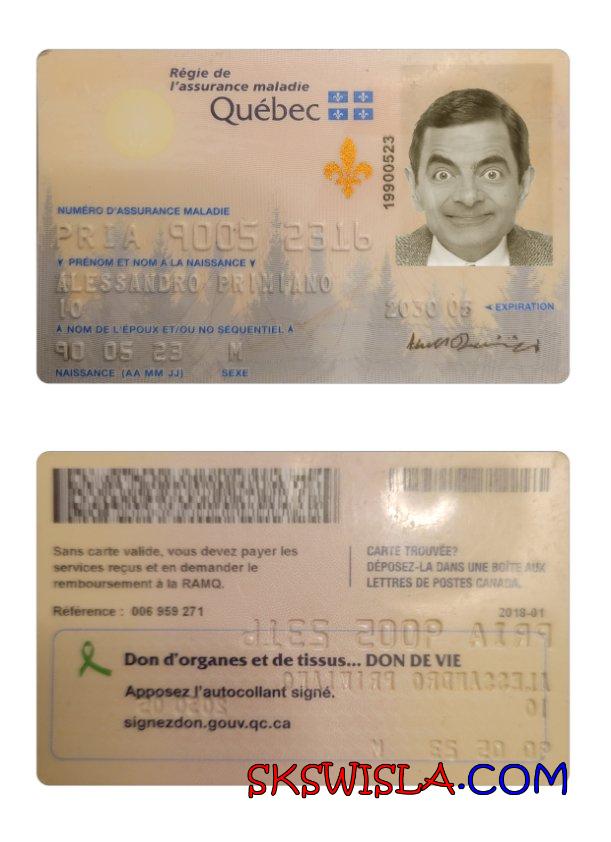 Régie de
l'assurance maladie
Québec
19900523
NUMÉRO D'ASSURANCE MALADIE
PRIA 9005 2316
PRÉNOM ET NOM À LA NAISSANCE
ALESSANDRO PRIMIANO
10
2030 05
EXPIRATION
À NOM DE L'ÉPOUX ET/OU NO SÉQUENTIEL
90 05 23 M
NAISSANCE (AA MM JJ) SEXE
Sans carte valide, vous devez payer les
services reçus et en demander le
remboursement à la RAMQ.
CARTE TROUVÉE?
DÉPOSEZ-LA DANS UNE BOÎTE AUX
LETTRES DE POSTES CANADA.
Référence : 006 959 271
2018-01
Don d'organes et de tissus... DON DE VIE
Apposez l'autocollant signé.
signezdon.gouv.qc.ca
SKSWISLA.COM